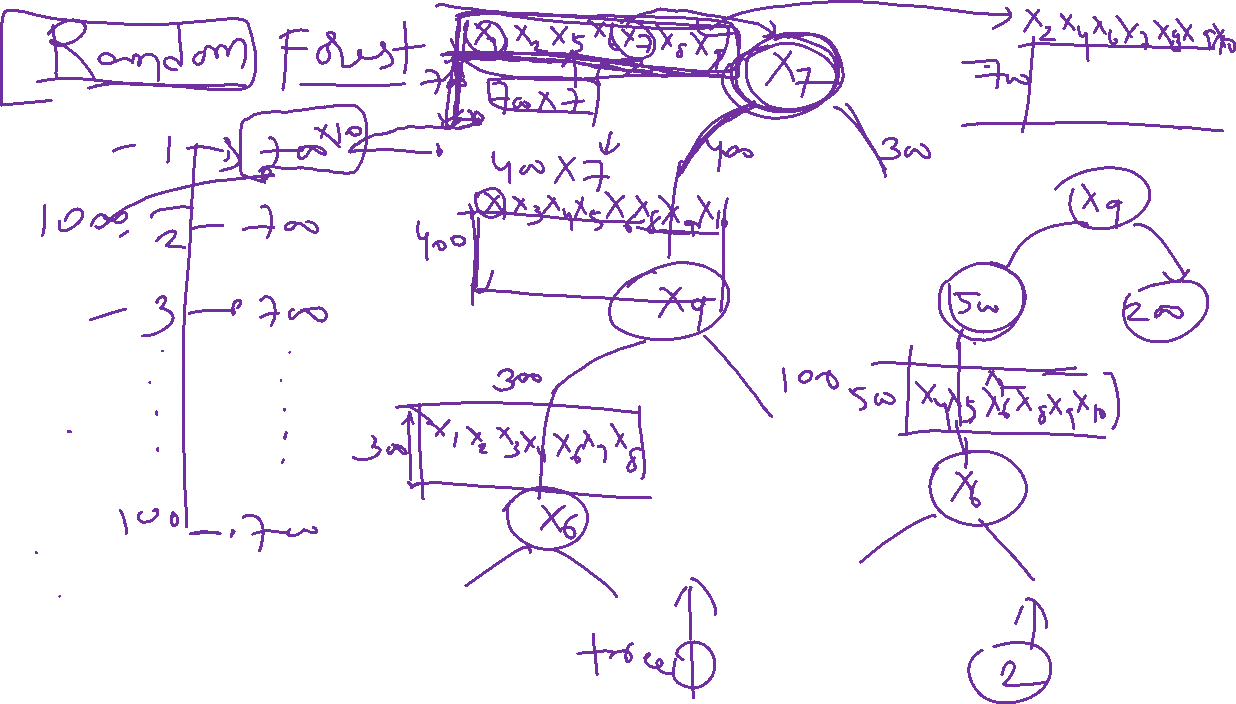 Random Forest
X1 X2 X5 X6 X7 X8 X9
7
700 X 7
X7
X2 X4 X6 X7 X9 X8 X10
700
- 1 700 X10
400
300
400 X 7
1000
2 - 700
X1 X3 X4 X5 X6 X8 X9 X1
400
X9
X9
- 3 700
500
200
300
100
500
X4 X5 X6 X8 X9 X10
300
X1 X2 X3 X4 X6 X7 X8
X6
X6
100 - 700
tree 1
2